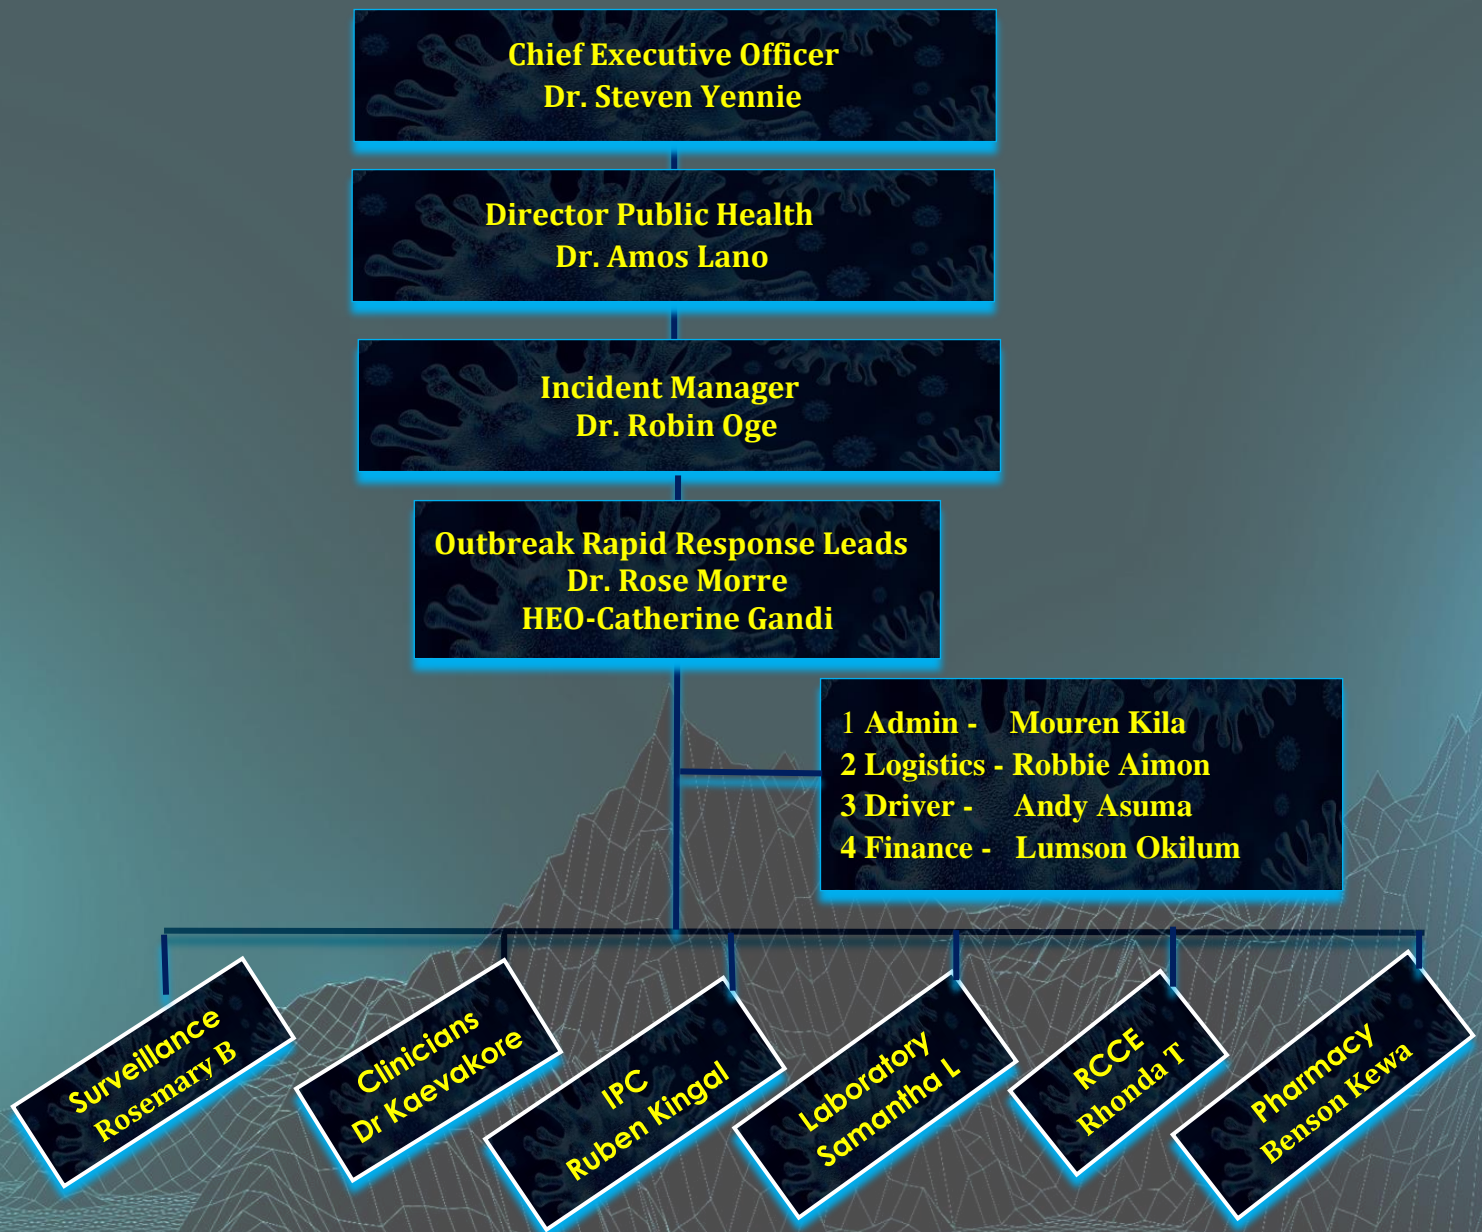 Chief Executive Officer
Dr. Steven Yennie
Director Public Health
Dr. Amos Lano
Incident Manager
Dr. Robin Oge
Outbreak Rapid Response Leads
Dr. Rose Morre
HEO-Catherine Gandi
1 Admin - Mouren Kila
2 Logistics - Robbie Aimon
3 Driver - Andy Asuma
4 Finance - Lumson Okilum
Surveillance
Rosemary B
Clinicians
Dr Kaevakore
IPC
Ruben Kingal
Laboratory
Samantha L
RCCE
Rhonda T
Pharmacy
Benson Kewa